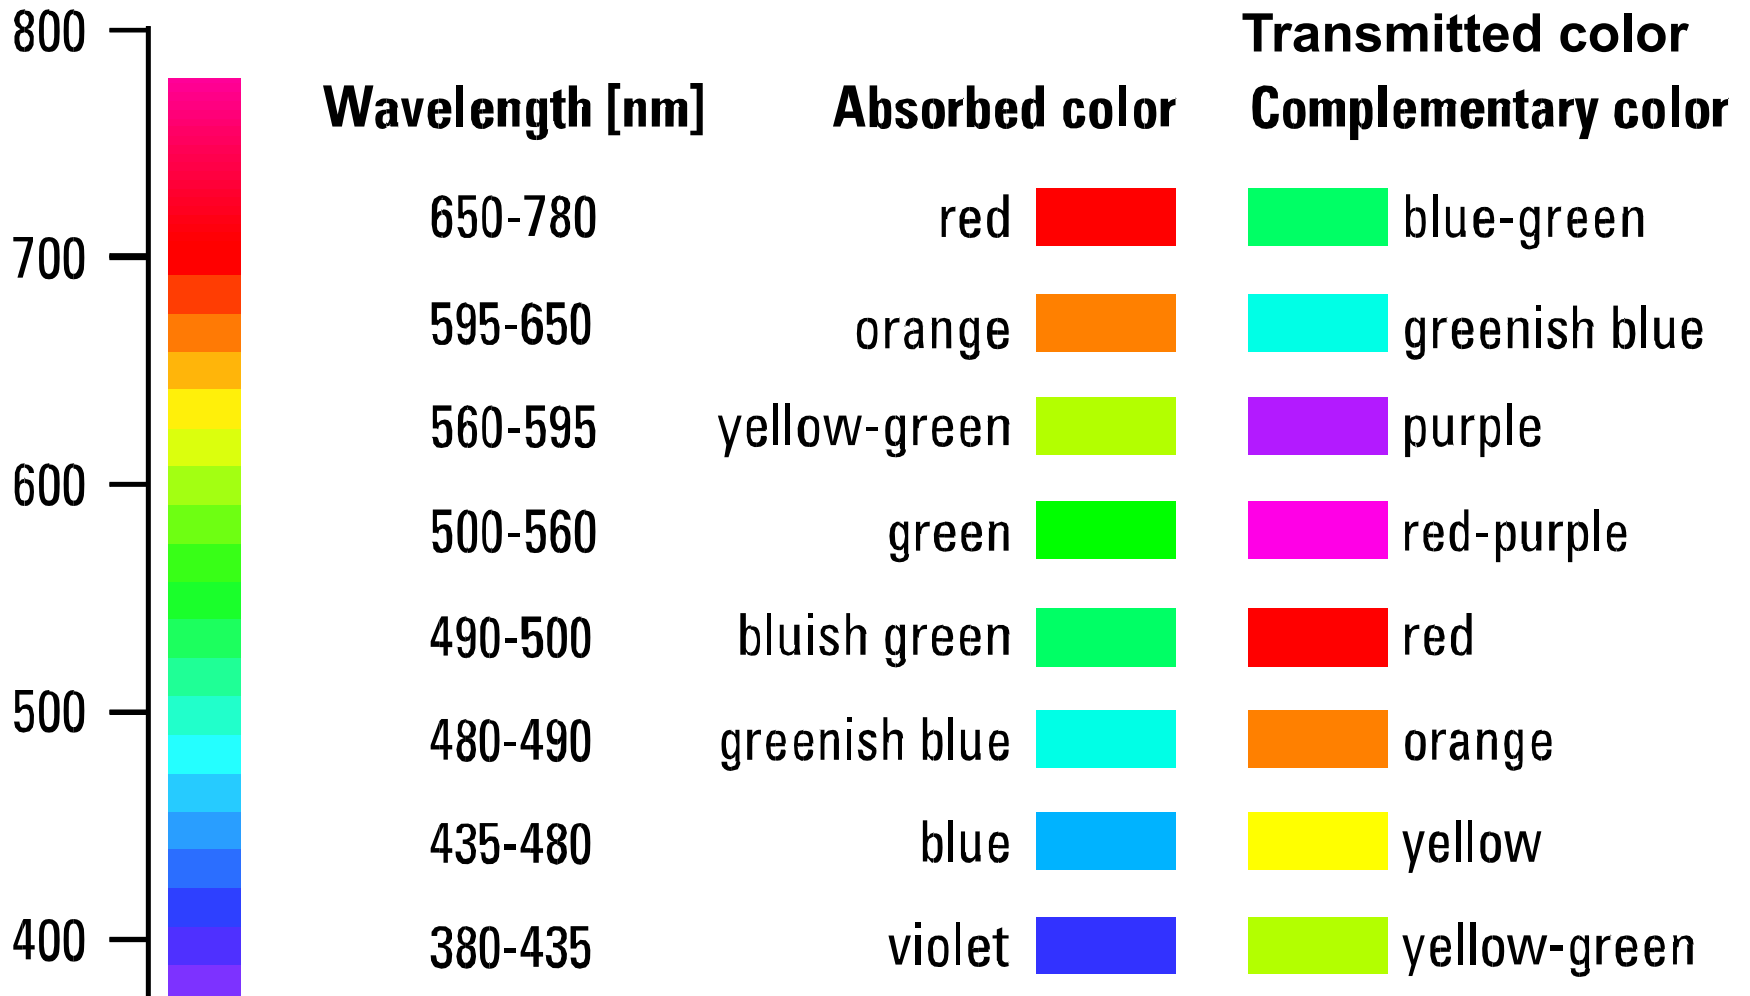 800
700
600
500
400
Transmitted color
Wavelength [nm] Absorbed color Complementary color
650-780 red blue-green
595-650 orange greenish blue
560-595 yellow-green purple
500-560 green red-purple
490-500 bluish green red
480-490 greenish blue orange
435-480 blue yellow
380-435 violet yellow-green